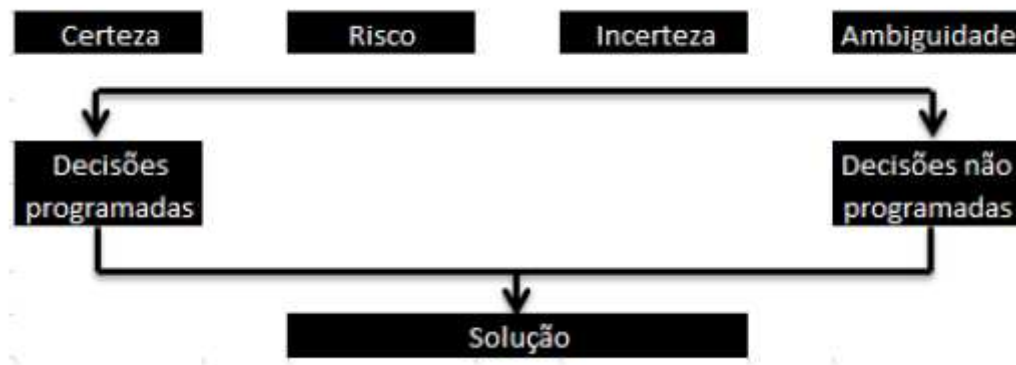 Certeza
Risco
Incerteza
Ambiguidade
Decisões
programadas
Decisões não
programadas
Solução